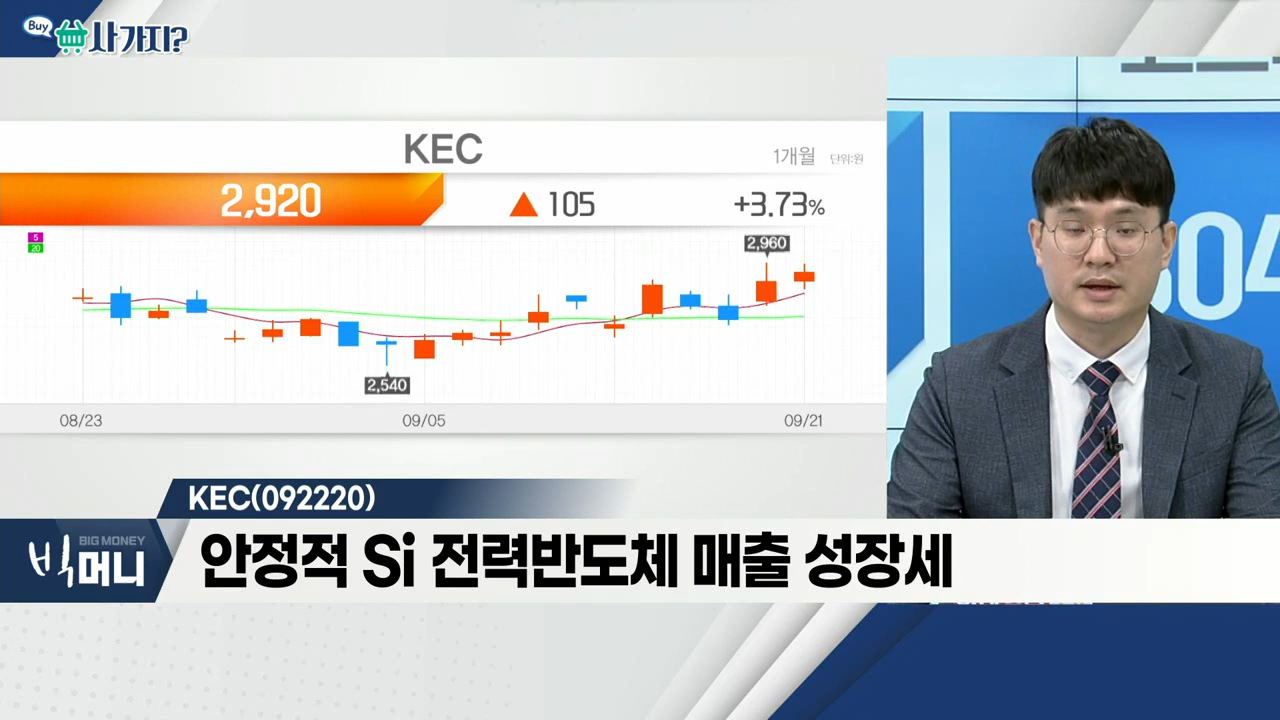 Buy 사가지?
KEC
1개월 단위:원
2,920 ▲ 105 +3.73%
5
20
2,960
2,540
08/23 09/05 09/21
04
KEC(092220)
BIG MONEY
빅머니
안정적 Si 전력반도체 매출 성장세